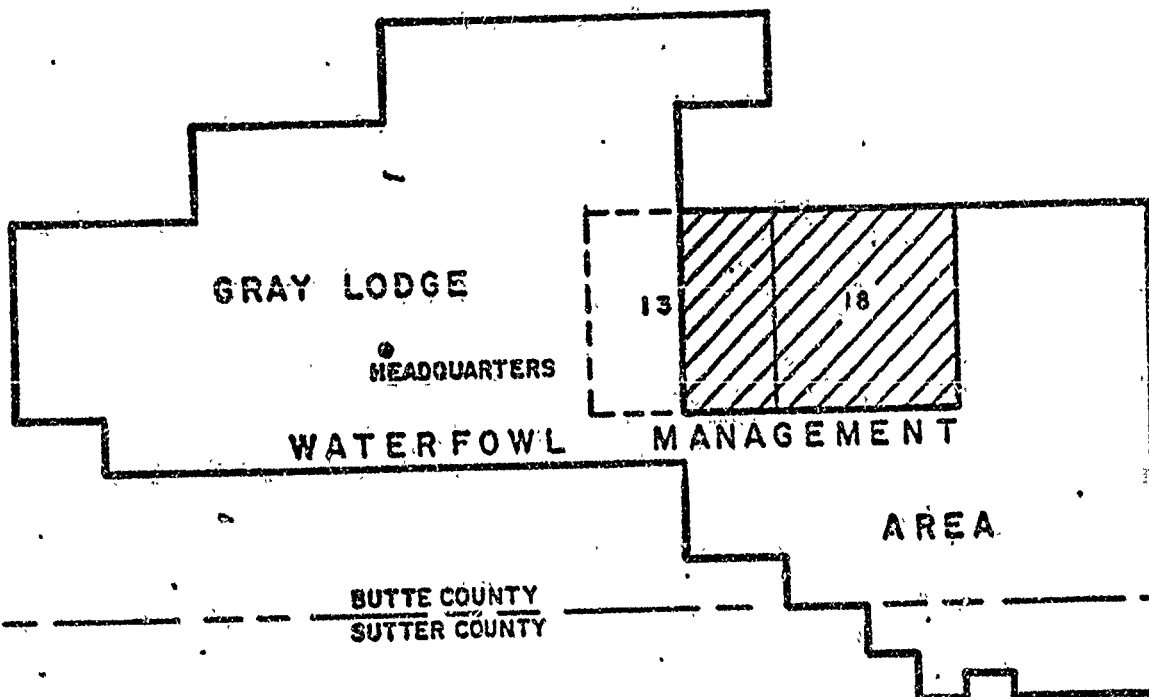 GRAY LODGE
13
18
HEADQUARTERS
WATERFOWL MANAGEMENT
AREA
BUTTE COUNTY
SUTTER COUNTY